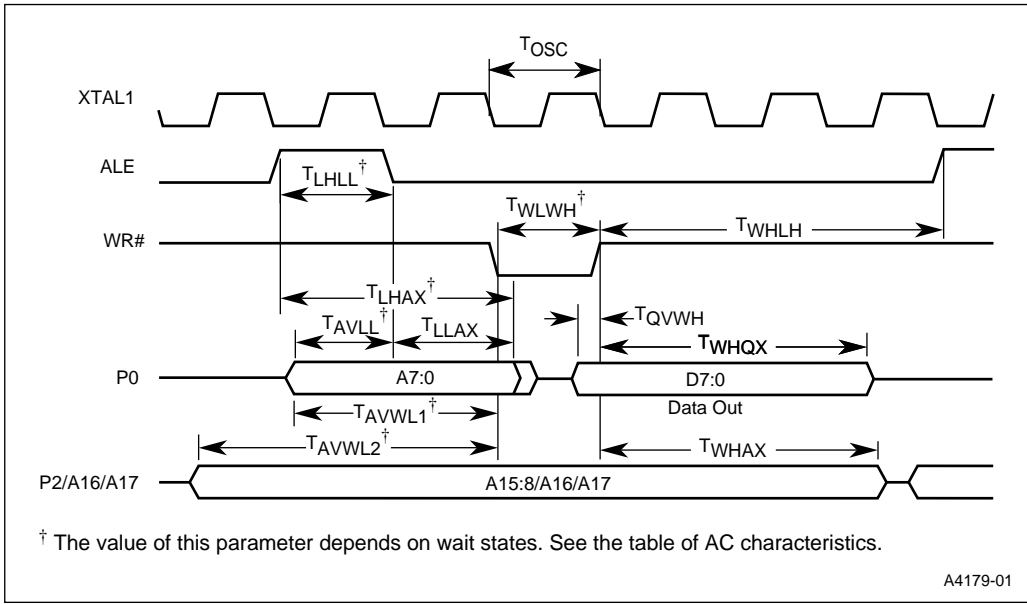 TOSC
XTAL1
ALE
TLHLL†
TWLWH†
TWHLH
WR#
TLHAX†
TAVLL†
TLLAX
TQVWH
TWHQX
P0
A7:0
D7:0
Data Out
TAVWL1†
TAVWL2†
TWHAX
P2/A16/A17
A15:8/A16/A17
† The value of this parameter depends on wait states. See the table of AC characteristics.
A4179-01